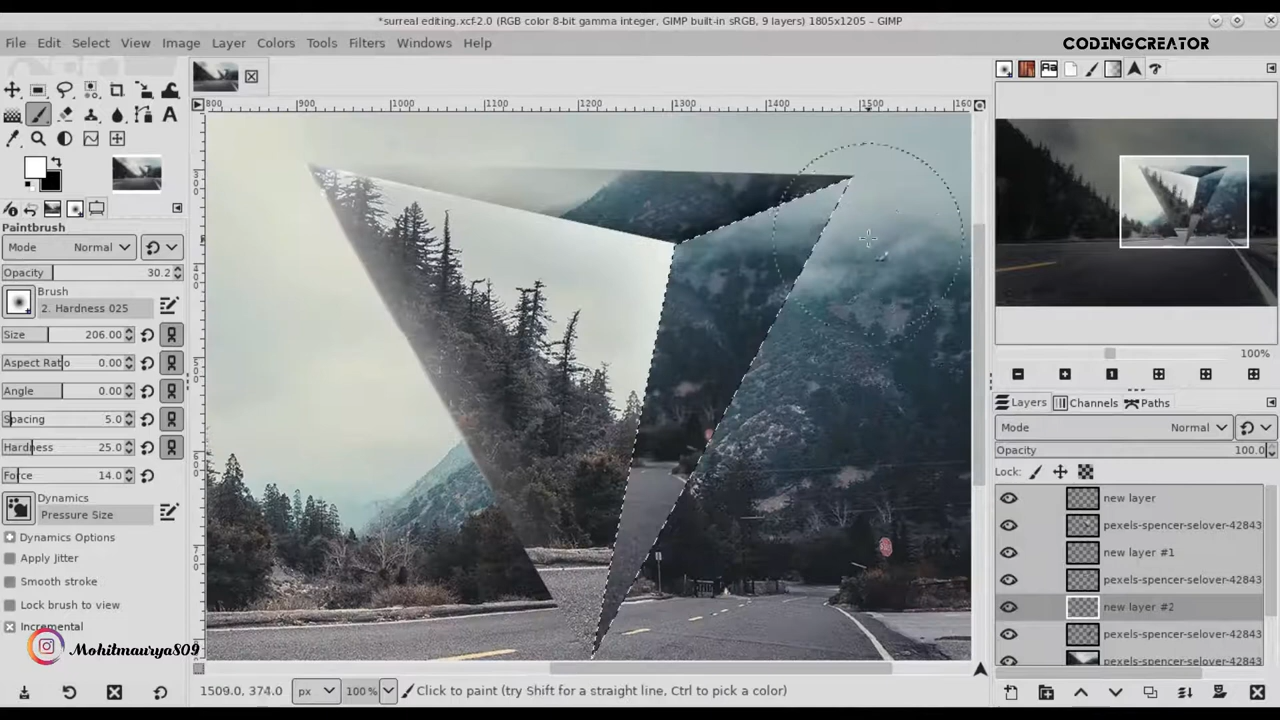 *surreal editing.xcf-2.0 (RGB color 8-bit gamma integer, GIMP built-in sRGB, 9 layers) 1805x1205 – GIMP
File Edit Select View Image Layer Colors Tools Filters Windows Help
CODINGCREATOR
800 900 1000 1100 1200 1300 1400 1500 160
300
400
500
600
700
Paintbrush
Mode Normal
Opacity 30.2
Brush
2. Hardness 025
Size 206.00
Aspect Ratio 0.00
Angle 0.00
Spacing 5.0
Hardness 25.0
Force 14.0
Dynamics
Pressure Size
Dynamics Options
Apply Jitter
Smooth stroke
Lock brush to view
Incremental
Mohitmaurya809
1509.0, 374.0 px 100% Click to paint (try Shift for a straight line, Ctrl to pick a color)
100%
Layers Channels Paths
Mode Normal
Opacity 100.0
Lock:
new layer
pexels-spencer-selover-42843
new layer #1
pexels-spencer-selover-42843
new layer #2
pexels-spencer-selover-42843
pexels-spencer-selover-42843